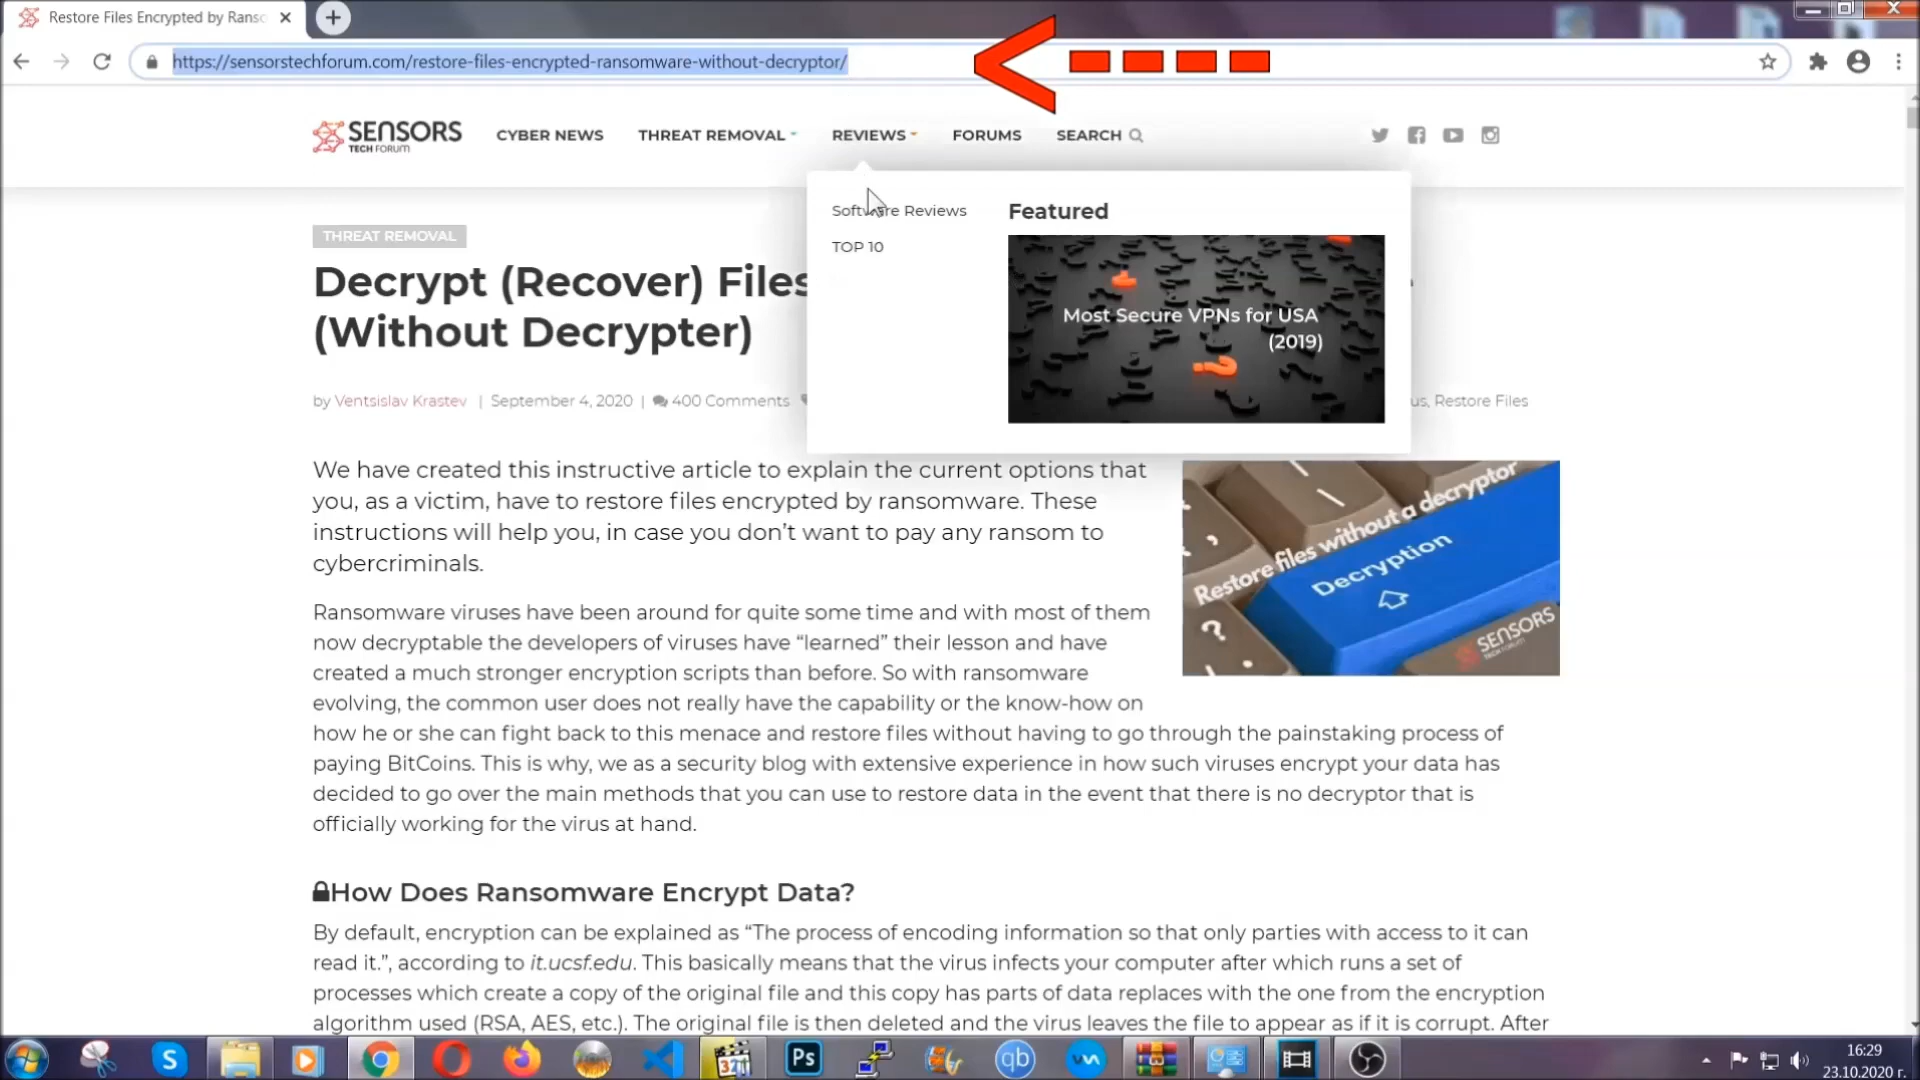 Restore Files Encrypted by Ransc
https://sensorstechforum.com/restore-files-encrypted-ransomware-without-decryptor/
SENSORS
TECH FORUM
CYBER NEWS
THREAT REMOVAL
REVIEWS
FORUMS
SEARCH
Software Reviews
TOP 10
Featured
Most Secure VPNs for USA
(2019)
THREAT REMOVAL
Decrypt (Recover) Files
(Without Decrypter)
by Ventsislav Krastev | September 4, 2020 | 400 Comments
us, Restore Files
We have created this instructive article to explain the current options that
you, as a victim, have to restore files encrypted by ransomware. These
instructions will help you, in case you don’t want to pay any ransom to
cybercriminals.
Restore files without a decryptor
Decryption
SENSORS
TECH FORUM
Ransomware viruses have been around for quite some time and with most of them
now decryptable the developers of viruses have “learned” their lesson and have
created a much stronger encryption scripts than before. So with ransomware
evolving, the common user does not really have the capability or the know-how on
how he or she can fight back to this menace and restore files without having to go through the painstaking process of
paying BitCoins. This is why, we as a security blog with extensive experience in how such viruses encrypt your data has
decided to go over the main methods that you can use to restore data in the event that there is no decryptor that is
officially working for the virus at hand.
How Does Ransomware Encrypt Data?
By default, encryption can be explained as “The process of encoding information so that only parties with access to it can
read it.”, according to it.ucsf.edu. This basically means that the virus infects your computer after which runs a set of
processes which create a copy of the original file and this copy has parts of data replaces with the one from the encryption
algorithm used (RSA, AES, etc.). The original file is then deleted and the virus leaves the file to appear as if it is corrupt. After
S
321
Ps
qb
16:29
23.10.2020 г.